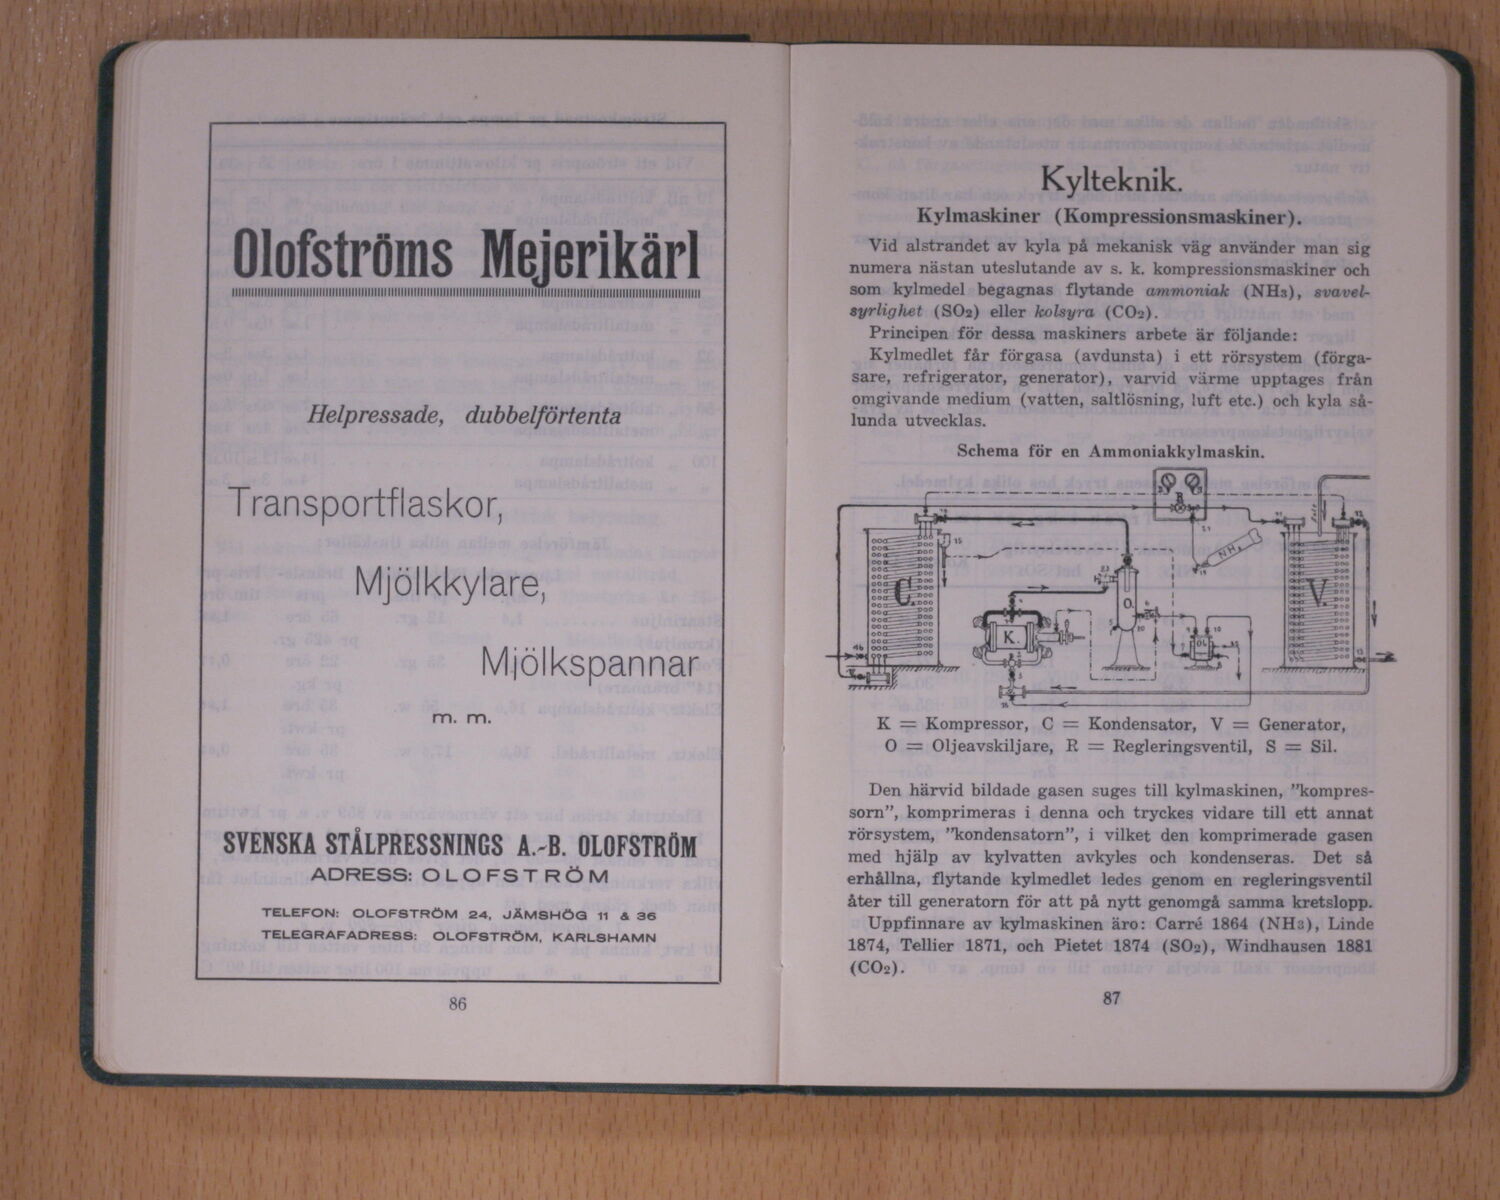 Olofströms Mejerikärl
Helpressade, dubbelförtenta
Transportflaskor,
Mjölkkylare,
Mjölkspannar
m. m.
SVENSKA STÅLPRESSNINGS A.-B. OLOFSTRÖM
ADRESS: OLOFSTRÖM
TELEFON: OLOFSTRÖM 24, JÄMSHÖG 11 & 36
TELEGRAFADRESS: OLOFSTRÖM, KARLSHAMN
86
Kylteknik.
Kylmaskiner (Kompressionsmaskiner).
Vid alstrandet av kyla på mekanisk väg använder man sig
numera nästan uteslutande av s. k. kompressionsmaskiner och
som kylmedel begagnas flytande ammoniak (NH₃), svavel-
syrlighet (SO₂) eller kolsyra (CO₂).
Principen för dessa maskiners arbete är följande:
Kylmedlet får förgasa (avdunsta) i ett rörsystem (förga-
sare, refrigerator, generator), varvid värme upptages från
omgivande medium (vatten, saltlösning, luft etc.) och kyla så-
lunda utvecklas.
Schema för en Ammoniakkylmaskin.
R
NH₃
C.
K.
O.
V.
K = Kompressor, C = Kondensator, V = Generator,
O = Oljeavskiljare, R = Regleringsventil, S = Sil.
Den härvid bildade gasen suges till kylmaskinen, ”kompres-
sorn”, komprimeras i denna och tryckes vidare till ett annat
rörsystem, ”kondensatorn”, i vilket den komprimerade gasen
med hjälp av kylvatten avkyles och kondenseras. Det så
erhållna, flytande kylmedlet ledes genom en regleringsventil
åter till generatorn för att på nytt genomgå samma kretslopp.
Uppfinnare av kylmaskinen äro: Carré 1864 (NH₃), Linde
1874, Tellier 1871, och Pietet 1874 (SO₂), Windhausen 1881
(CO₂).
87